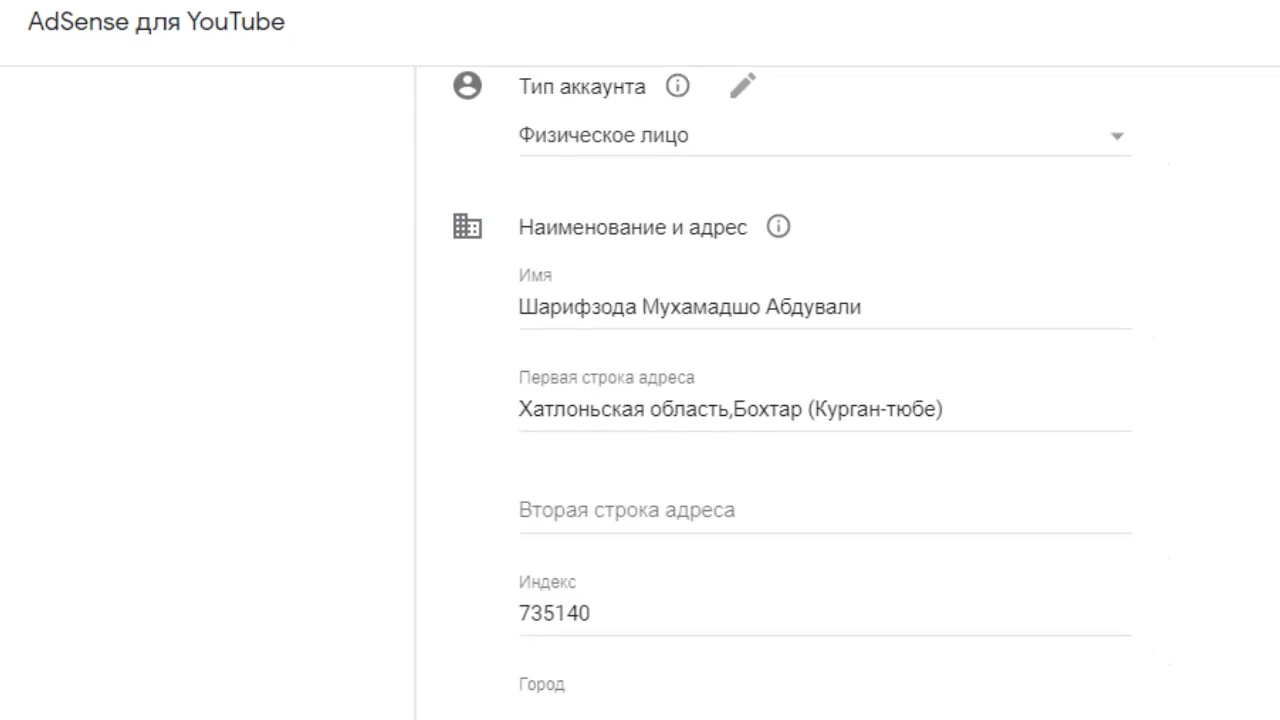 AdSense для YouTube
Тип аккаунта
Физическое лицо
Наименование и адрес
Имя
Шарифзода Мухамадшо Абдували
Первая строка адреса
Хатлоньская область,Бохтар (Курган-тюбе)
Вторая строка адреса
Индекс
735140
Город